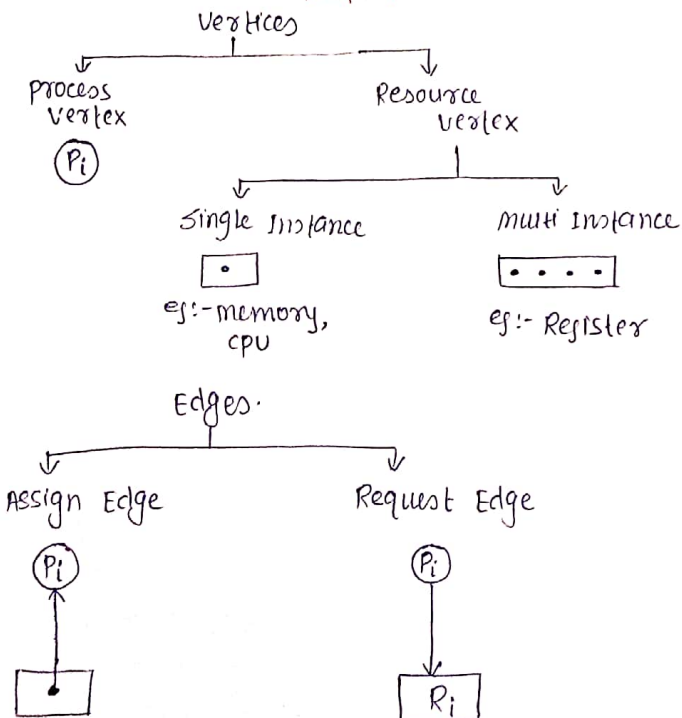 Vertices
Process Vertex
Pi
Resource vertex
Single Instance
Multi Instance
eg:- memory, CPU
eg:- Register
Edges.
Assign Edge
Request Edge
Pi
Pi
Ri